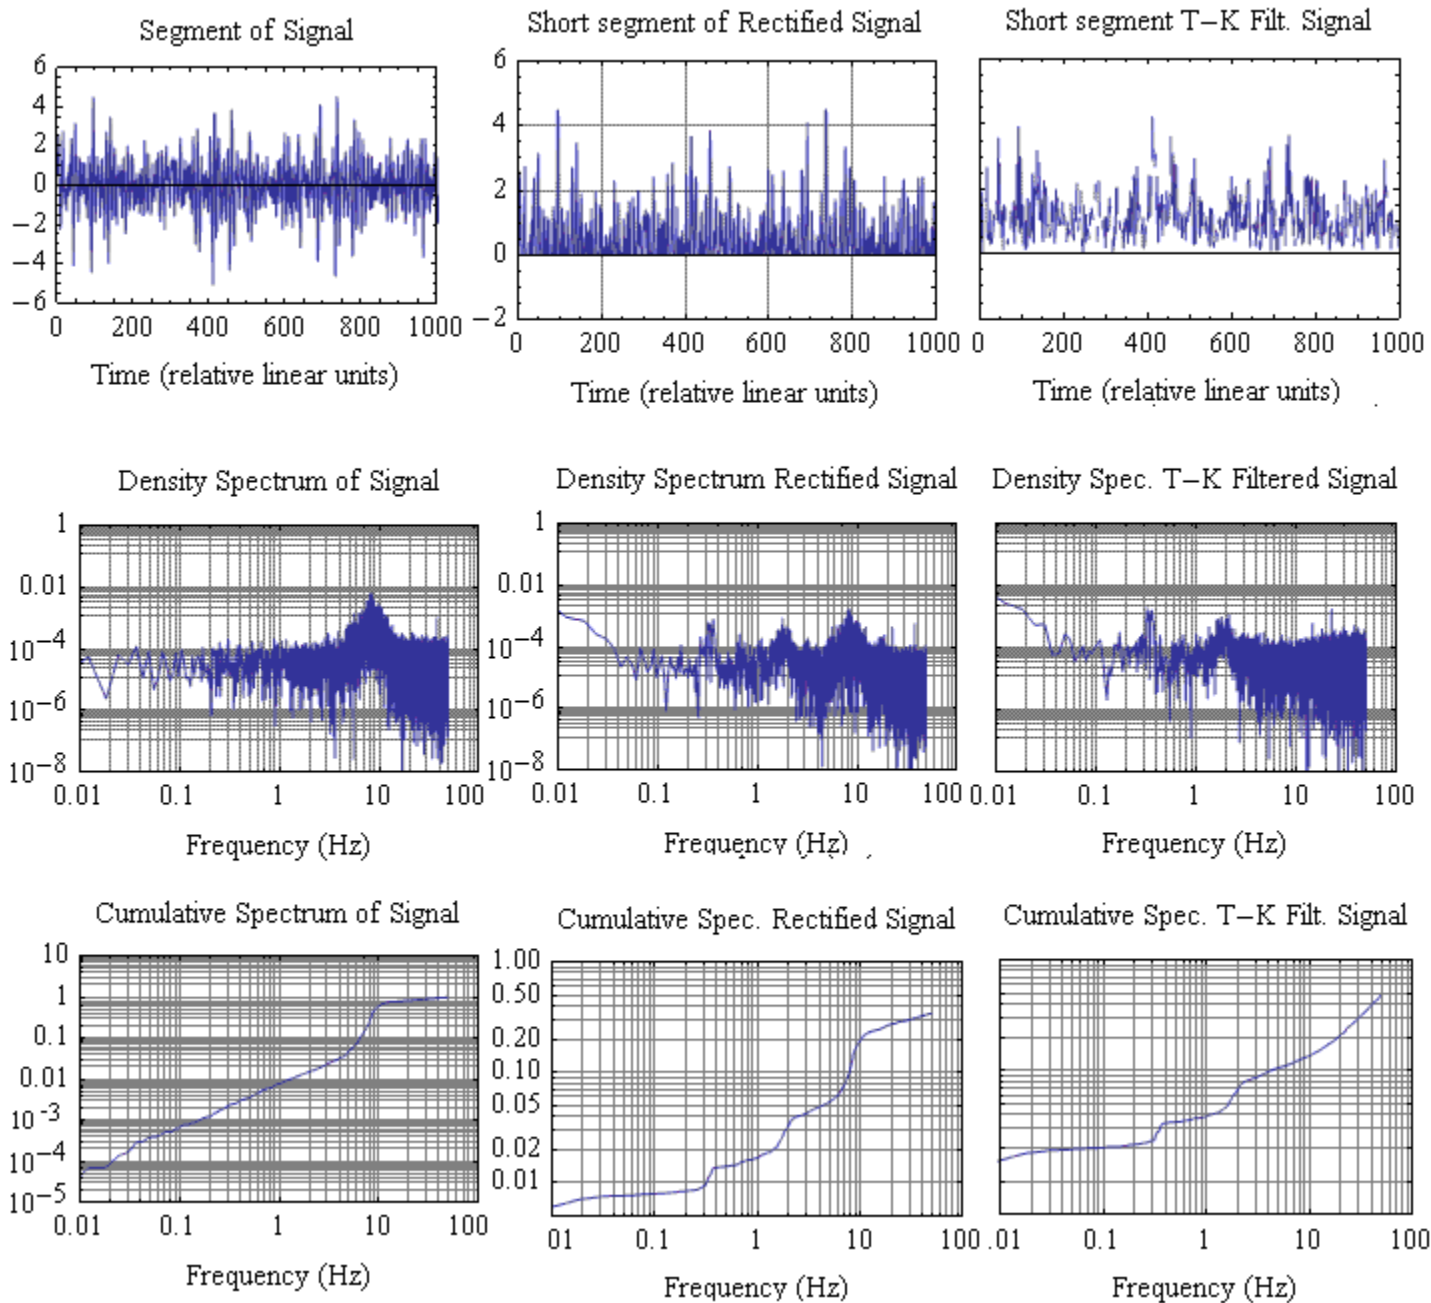 Segment of Signal
Short segment of Rectified Signal
Short segment T−K Filt. Signal
6
4
2
0
−2
−4
−6
0 200 400 600 800 1000
Time (relative linear units)
6
4
2
0
−2
0 200 400 600 800 1000
Time (relative linear units)
0 200 400 600 800 1000
Time (relative linear units)
Density Spectrum of Signal
Density Spectrum Rectified Signal
Density Spec. T−K Filtered Signal
1
0.01
10⁻⁴
10⁻⁶
10⁻⁸
0.01 0.1 1 10 100
Frequency (Hz)
1
0.01
10⁻⁴
10⁻⁶
10⁻⁸
0.01 0.1 1 10 100
Frequency (Hz)
0.01 0.1 1 10 100
Frequency (Hz)
Cumulative Spectrum of Signal
Cumulative Spec. Rectified Signal
Cumulative Spec. T−K Filt. Signal
10
1
0.1
0.01
10⁻³
10⁻⁴
10⁻⁵
0.01 0.1 1 10 100
Frequency (Hz)
1.00
0.50
0.20
0.10
0.05
0.02
0.01
01 0.1 1 10 100
Frequency (Hz)
.01 0.1 1 10 100
Frequency (Hz)